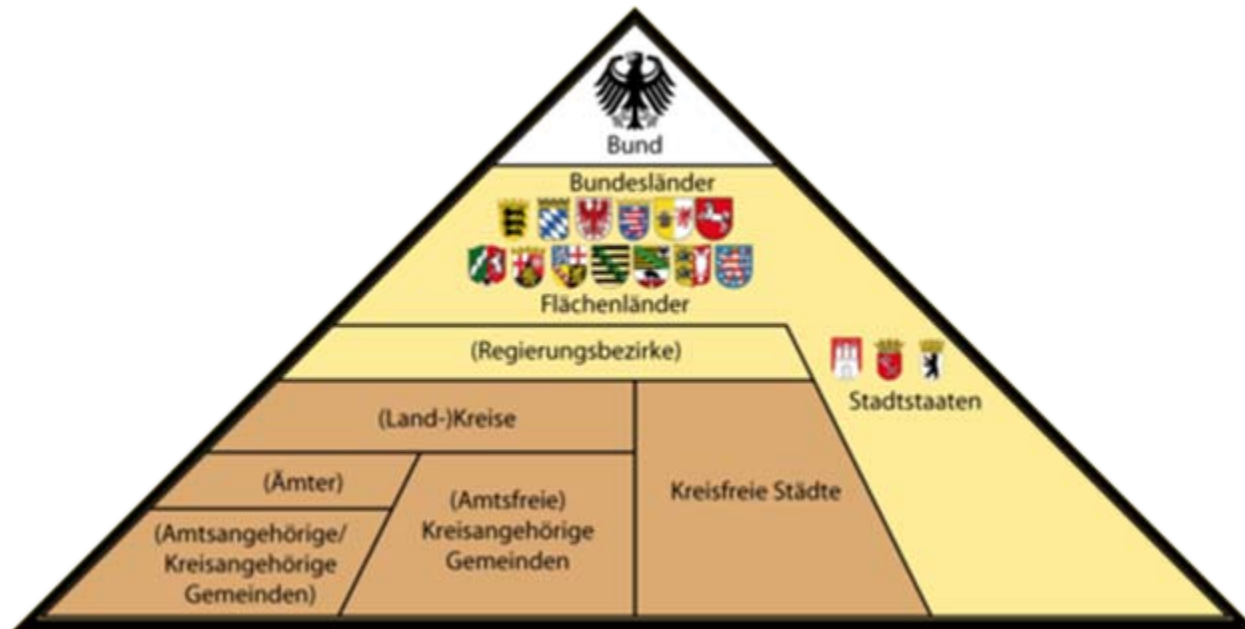 Bund
Bundesländer
Flächenländer
(Regierungsbezirke)
Stadtstaaten
(Land-)Kreise
Kreisfreie Städte
(Ämter)
(Amtsfreie)
Kreisangehörige
Gemeinden
(Amtsangehörige/
Kreisangehörige
Gemeinden)